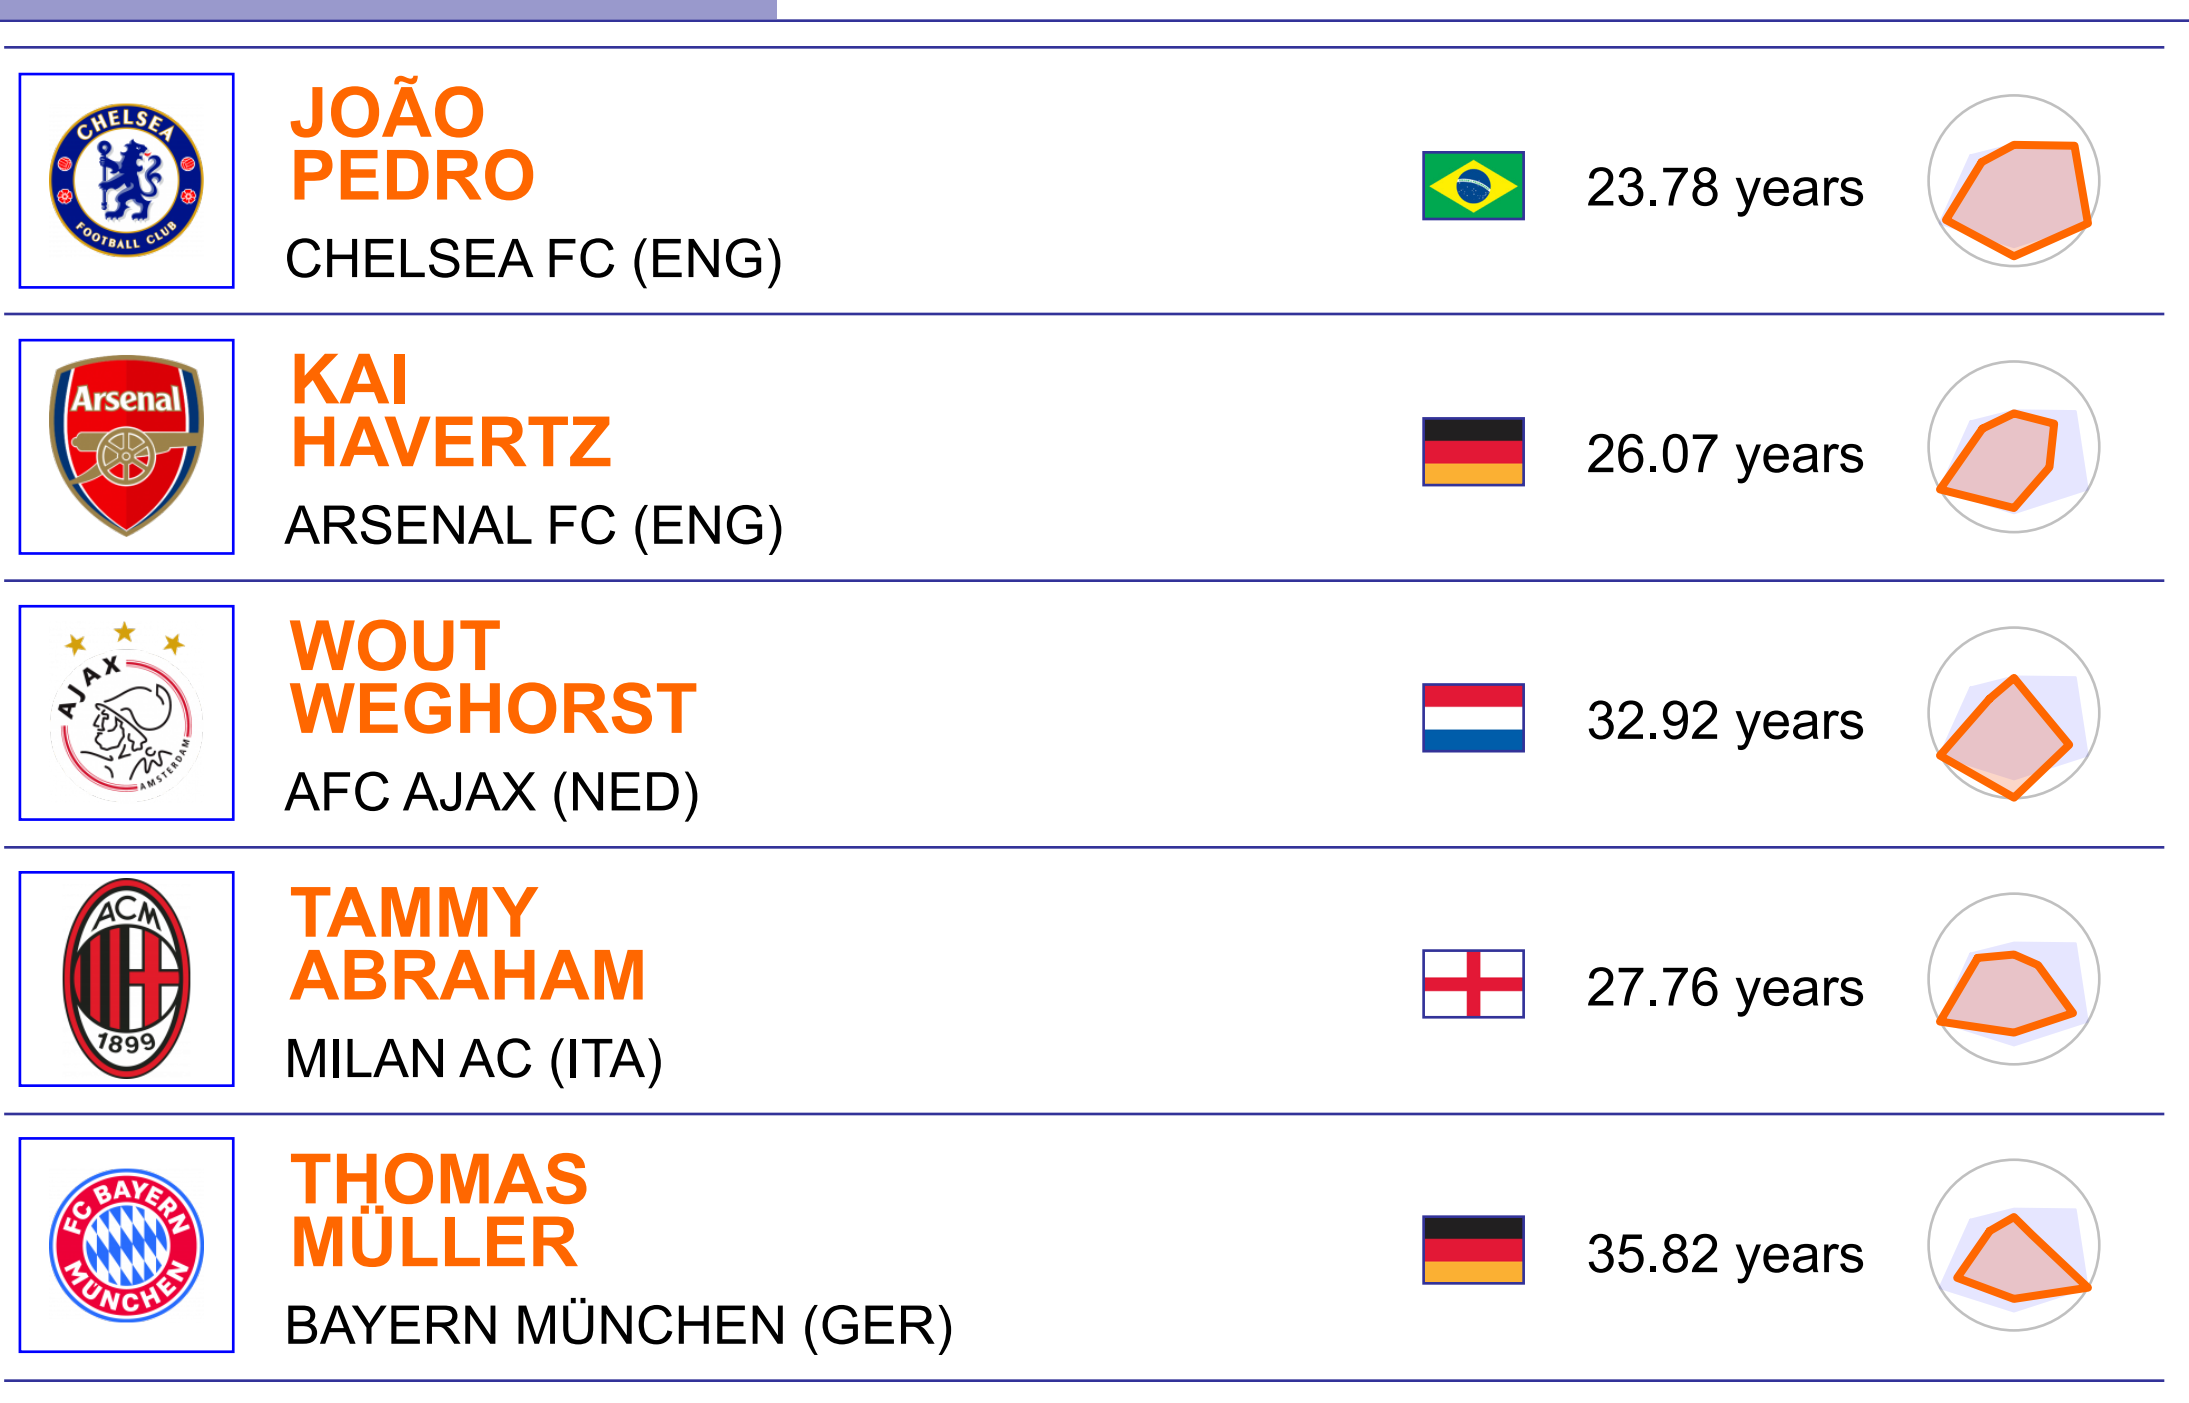 CHELSEA
FOOTBALL CLUB
JOÃO
PEDRO
CHELSEA FC (ENG)
23.78 years
Arsenal
KAI
HAVERTZ
ARSENAL FC (ENG)
26.07 years
AJAX
AMSTERDAM
WOUT
WEGHORST
AFC AJAX (NED)
32.92 years
ACM
1899
TAMMY
ABRAHAM
MILAN AC (ITA)
27.76 years
FC BAYERN
MÜNCHEN
THOMAS
MÜLLER
BAYERN MÜNCHEN (GER)
35.82 years